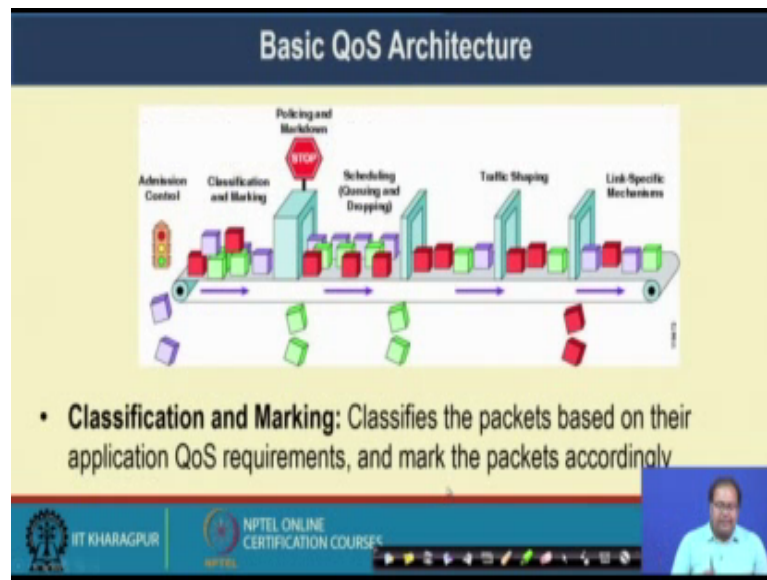 Basic QoS Architecture
Policing and
Markdown
STOP
Admission
Control
Classification
and Marking
Scheduling
(Queuing and
Dropping)
Traffic Shaping
Link-Specific
Mechanisms
• Classification and Marking: Classifies the packets based on their
application QoS requirements, and mark the packets accordingly
IIT KHARAGPUR
NPTEL
NPTEL ONLINE
CERTIFICATION COURSES